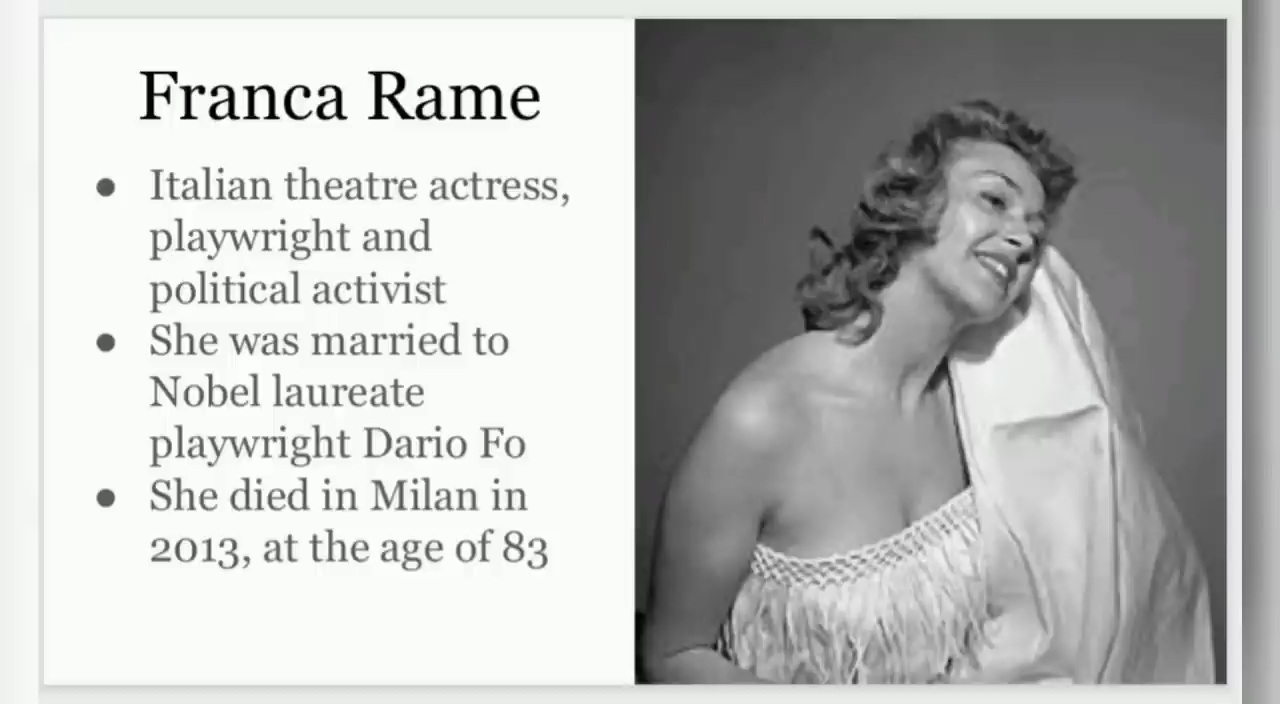 Franca Rame
● Italian theatre actress,
playwright and
political activist
● She was married to
Nobel laureate
playwright Dario Fo
● She died in Milan in
2013, at the age of 83